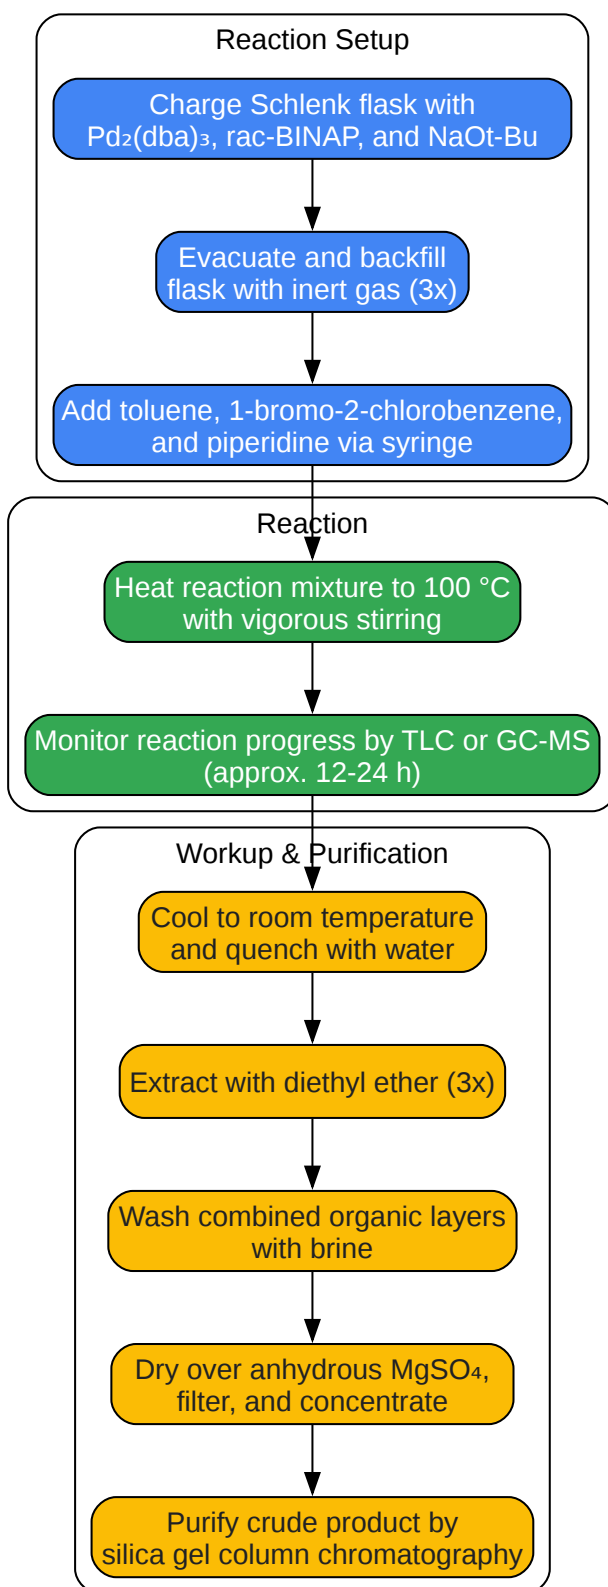 Reaction Setup
Charge Schlenk flask with
Pd₂(dba)₃, rac-BINAP, and NaOt-Bu
Evacuate and backfill
flask with inert gas (3x)
Add toluene, 1-bromo-2-chlorobenzene,
and piperidine via syringe
Reaction
Heat reaction mixture to 100 °C
with vigorous stirring
Monitor reaction progress by TLC or GC-MS
(approx. 12-24 h)
Workup & Purification
Cool to room temperature
and quench with water
Extract with diethyl ether (3x)
Wash combined organic layers
with brine
Dry over anhydrous MgSO₄,
filter, and concentrate
Purify crude product by
silica gel column chromatography